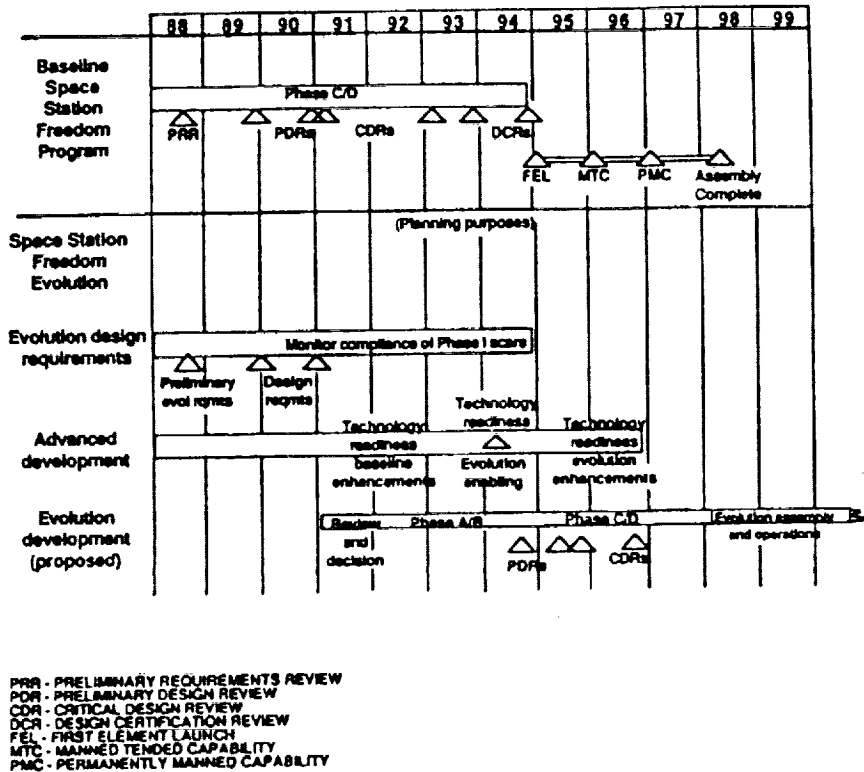 88 89 90 91 92 93 94 95 96 97 98 99
Baseline
Space
Station
Freedom
Program
Phase C/D
PRR PDRs CDRs DCRs
FEL MTC PMC Assembly
Complete
(Planning purposes)
Space Station
Freedom
Evolution
Evolution design
requirements
Monitor compliance of Phase I scars
Preliminary
evol rqmts
Design
reqmts
Advanced
development
Technology
readiness
baseline
enhancements
Technology
readiness
Evolution
enabling
Technology
readiness
evolution
enhancements
Evolution
development
(proposed)
Review
and
decision
Phase A/B
Phase C/D
Evolution assembly
and operations
PDRs
CDRs
PRR - PRELIMINARY REQUIREMENTS REVIEW
PDR - PRELIMINARY DESIGN REVIEW
CDR - CRITICAL DESIGN REVIEW
DCR - DESIGN CERTIFICATION REVIEW
FEL - FIRST ELEMENT LAUNCH
MTC - MANNED TENDED CAPABILITY
PMC - PERMANENTLY MANNED CAPABILITY